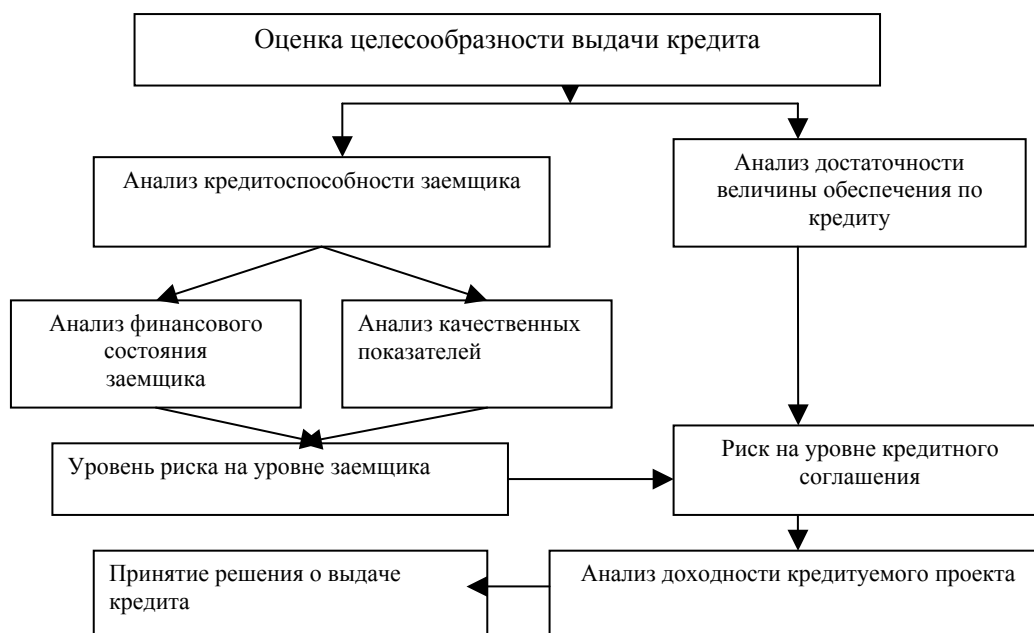 Оценка целесообразности выдачи кредита
Анализ кредитоспособности заемщика
Анализ достаточности
величины обеспечения по
кредиту
Анализ финансового
состояния
заемщика
Анализ качественных
показателей
Уровень риска на уровне заемщика
Риск на уровне кредитного
соглашения
Принятие решения о выдаче
кредита
Анализ доходности кредитуемого проекта